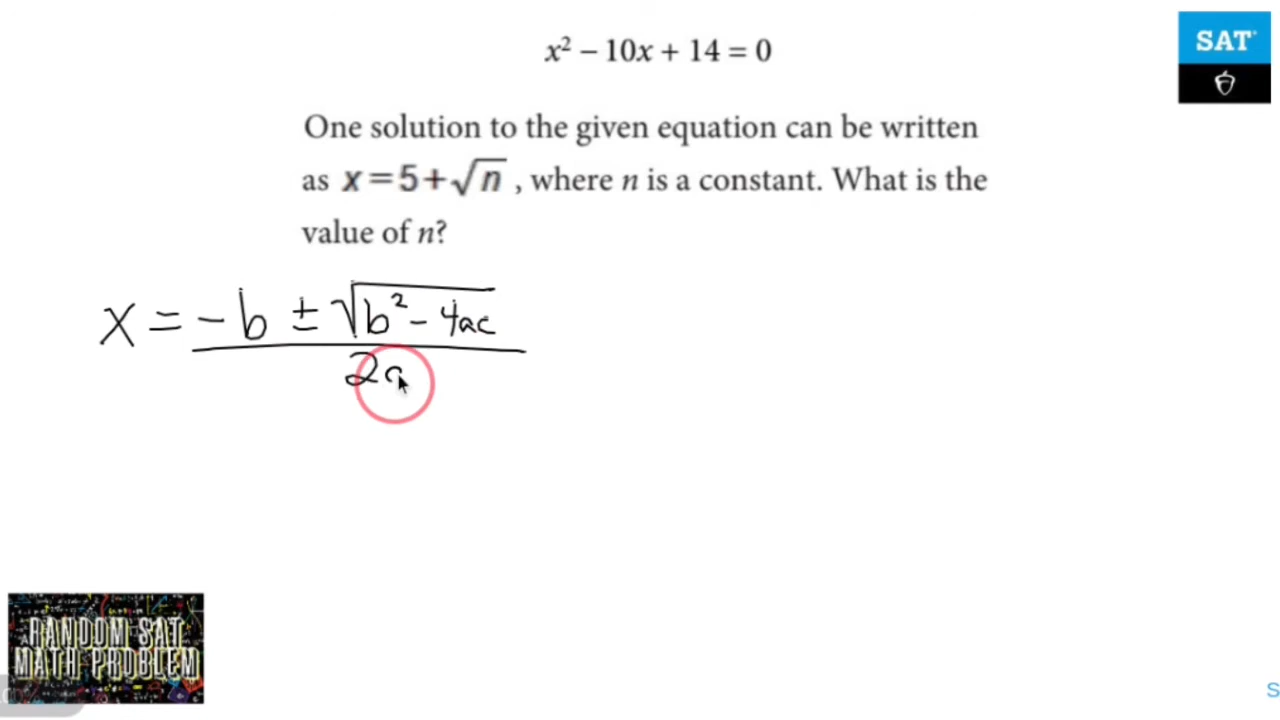 x² − 10x + 14 = 0
SAT
One solution to the given equation can be written
as x = 5 + √n , where n is a constant. What is the
value of n?
x = −b ± √b² − 4ac
2a
RANDOM SAT
MATH PROBLEM
S